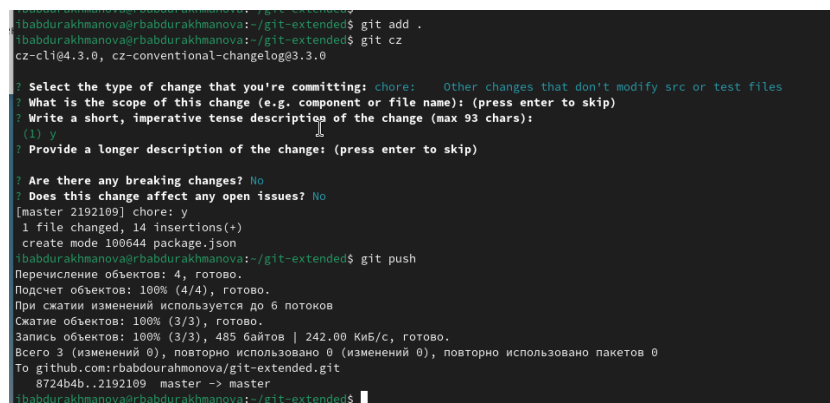 ibabdurakhmanova@rbabdurakhmanova:~/git-extended$ git add .
ibabdurakhmanova@rbabdurakhmanova:~/git-extended$ git cz
cz-cli@4.3.0, cz-conventional-changelog@3.3.0
? Select the type of change that you're committing: chore:    Other changes that don't modify src or test files
? What is the scope of this change (e.g. component or file name): (press enter to skip)
? Write a short, imperative tense description of the change (max 93 chars):
(1) y
? Provide a longer description of the change: (press enter to skip)
? Are there any breaking changes? No
? Does this change affect any open issues? No
[master 2192109] chore: y
1 file changed, 14 insertions(+)
create mode 100644 package.json
ibabdurakhmanova@rbabdurakhmanova:~/git-extended$ git push
Перечисление объектов: 4, готово.
Подсчет объектов: 100% (4/4), готово.
При сжатии изменений используется до 6 потоков
Сжатие объектов: 100% (3/3), готово.
Запись объектов: 100% (3/3), 485 байтов | 242.00 КиБ/с, готово.
Всего 3 (изменений 0), повторно использовано 0 (изменений 0), повторно использовано пакетов 0
To github.com:rbabdourahmonova/git-extended.git
8724b4b..2192109  master -> master
ibabdurakhmanova@rbabdurakhmanova:~/git-extended$